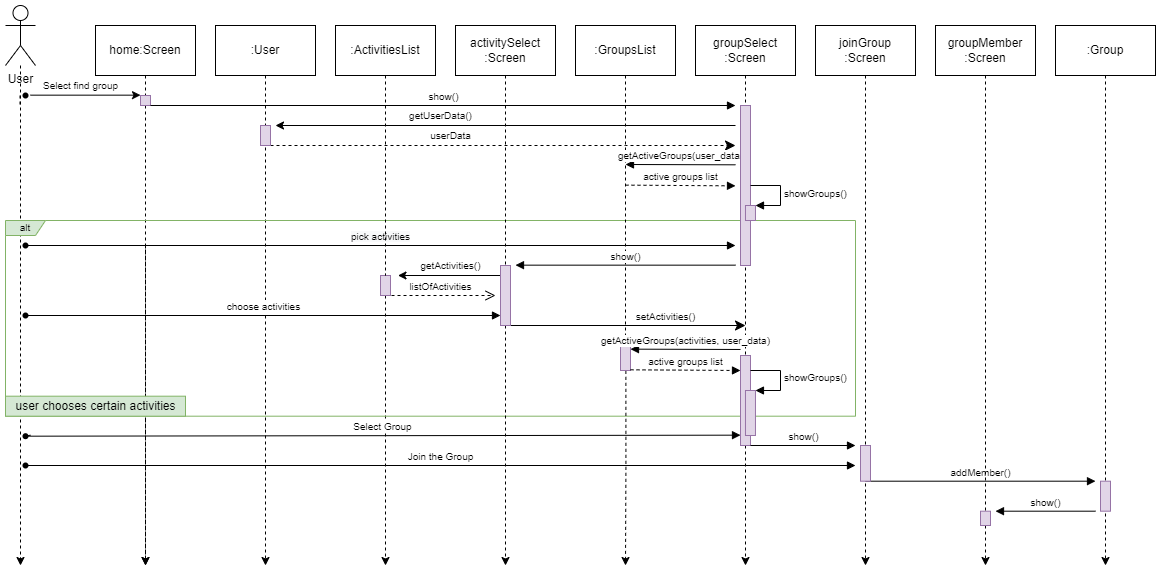 home:Screen
:User
:ActivitiesList
activitySelect
:Screen
:GroupsList
groupSelect
:Screen
joinGroup
:Screen
groupMember
:Screen
:Group
User
Select find group
show()
getUserData()
userData
getActiveGroups(user_data
active groups list
showGroups()
alt
pick activities
show()
getActivities()
listOfActivities
choose activities
setActivities()
getActiveGroups(activities, user_data)
active groups list
showGroups()
user chooses certain activities
Select Group
show()
Join the Group
addMember()
show()